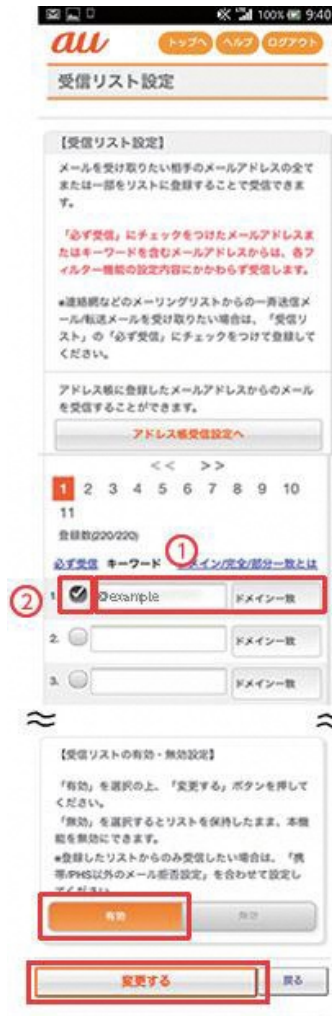 100% 9:40
au トップへ ヘルプ ログアウト
受信リスト設定
【受信リスト設定】
メールを受け取りたい相手のメールアドレスの全て
または一部をリストに登録することで受信できま
す。
「必ず受信」にチェックをつけたメールアドレスま
たはキーワードを含むメールアドレスからは、各フ
ィルター機能の設定内容にかかわらず受信します。
●連絡網などのメーリングリストからの一斉送信メ
ール/転送メールを受け取りたい場合は、「受信リ
スト」の「必ず受信」にチェックをつけて登録して
ください。
アドレス帳に登録したメールアドレスからのメール
を受信することができます。
アドレス帳受信設定へ
<< >>
1 2 3 4 5 6 7 8 9 10
11
登録数(220/220)
①
必ず受信 キーワード ドメイン/完全/部分一致とは
② 1. @example ドメイン一致
2. ドメイン一致
3. ドメイン一致
≈ ≈
【受信リストの有効・無効設定】
「有効」を選択の上、「変更する」ボタンを押して
ください。
「無効」を選択するとリストを保持したまま、本機
能を無効にできます。
●登録したリストからのみ受信したい場合は、「携
帯/PHS以外のメール拒否設定」を合わせて設定し
てください。
有効 無効
変更する 戻る